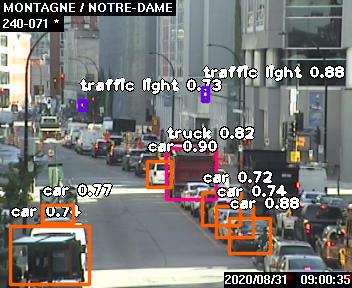 MONTAGNE / NOTRE-DAME
240-071 *
traffic light 0.88
traffic light 0.73
truck 0.82
car 0.90
car 0.72
car 0.77
car 0.74
car 0.88
car 0.74
2020/08/31 09:00:35